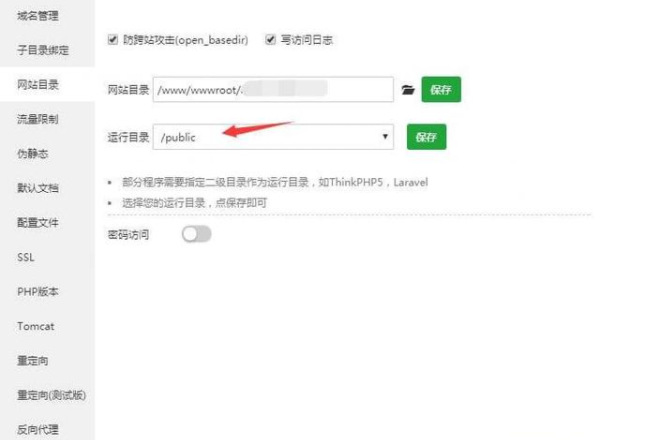 域名管理
子目录绑定
网站目录
流量限制
伪静态
默认文档
配置文件
SSL
PHP版本
Tomcat
重定向
重定向(测试版)
反向代理
防跨站攻击(open_basedir) 写访问日志
网站目录 /www/wwwroot/ 保存
运行目录 /public 保存
部分程序需要指定二级目录作为运行目录，如ThinkPHP5，Laravel
选择您的运行目录，点保存即可
密码访问